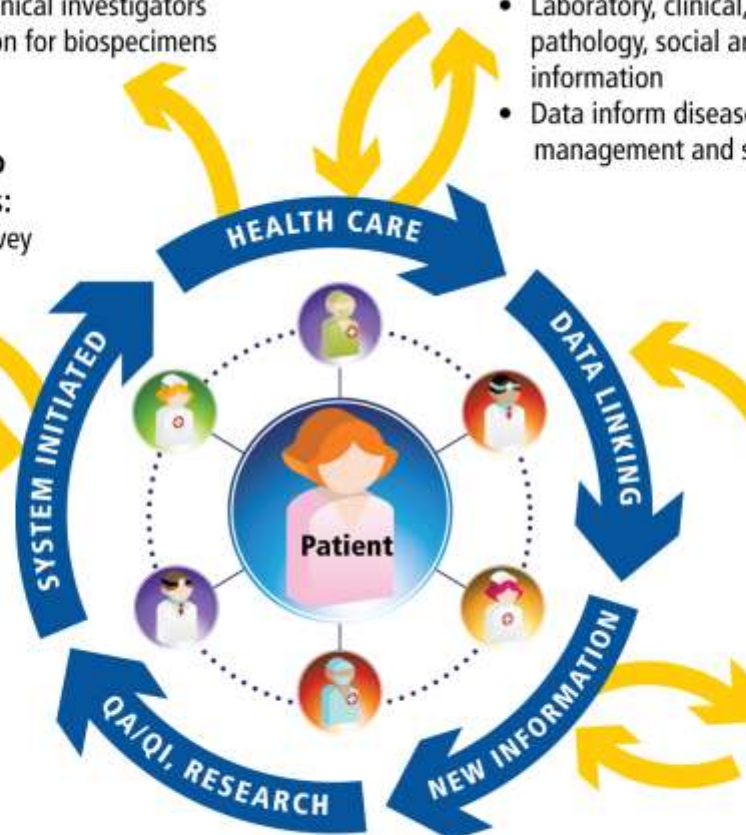 nical investigators
on for biospecimens
s:
vey
• Laboratory, clinical,
pathology, social a
information
• Data inform diseas
management and s
HEALTH CARE
DATA LINKING
NEW INFORMATION
QA/QI, RESEARCH
SYSTEM INITIATED
Patient